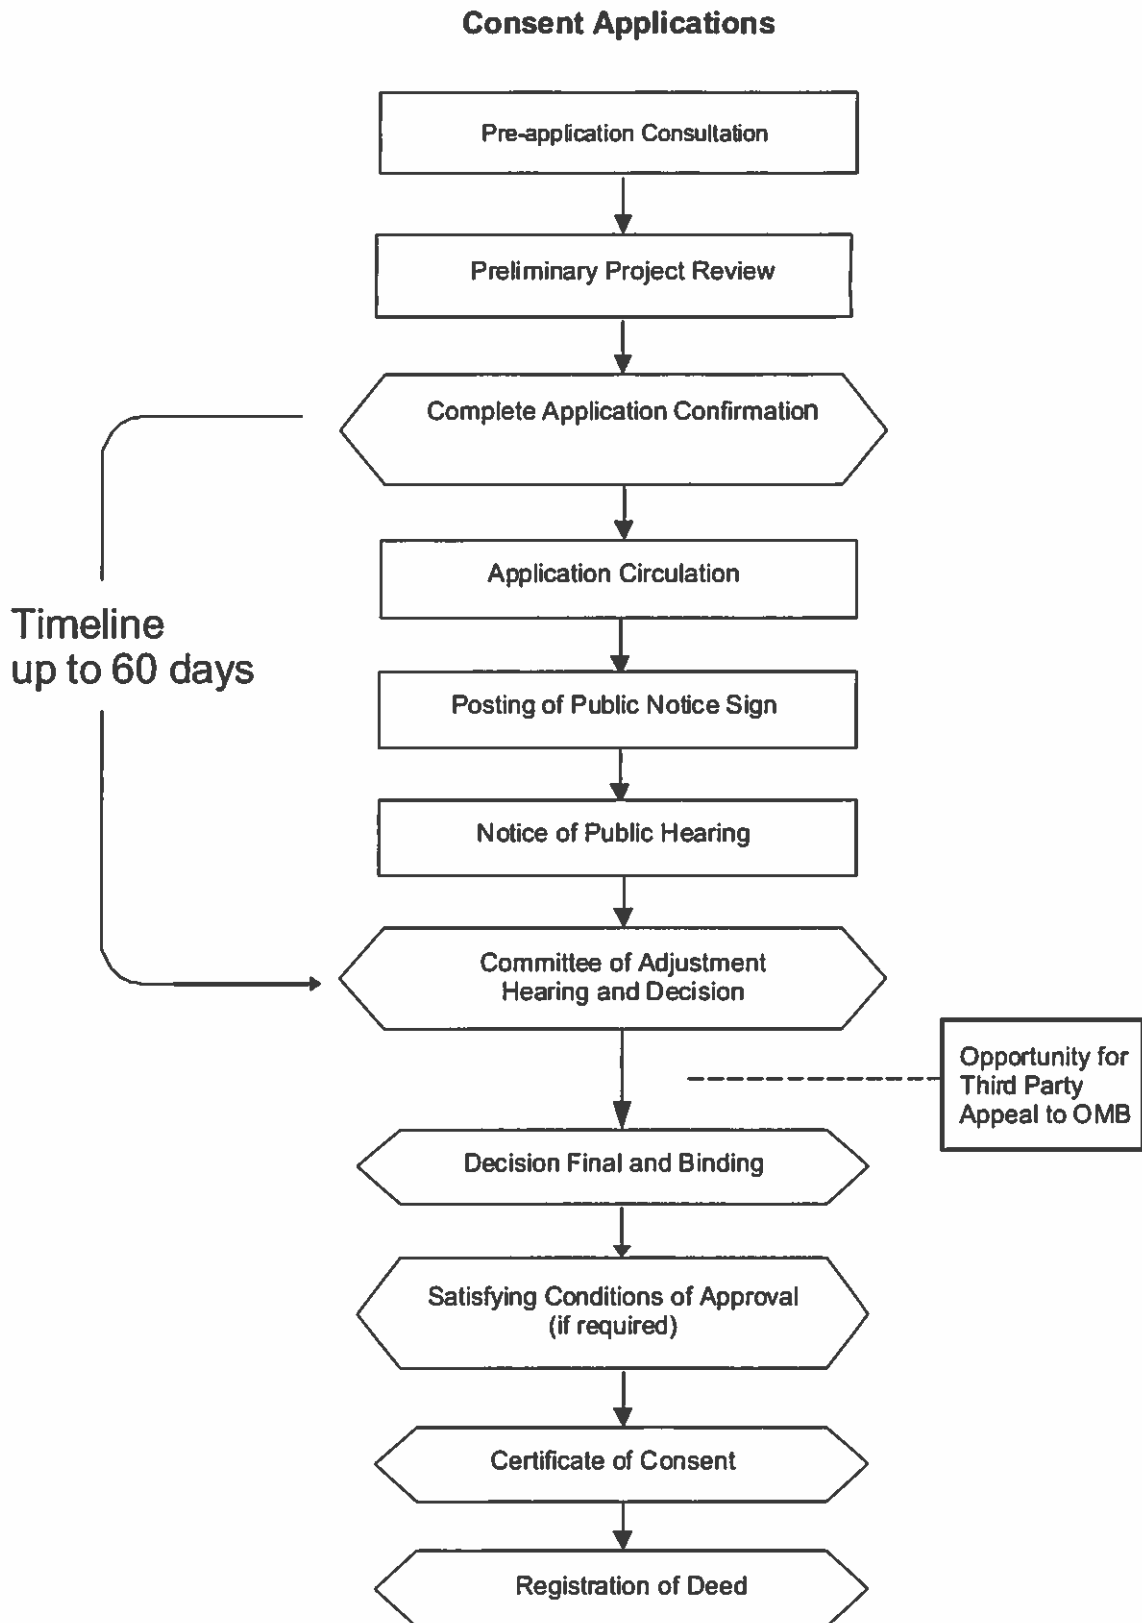 Consent Applications
Pre-application Consultation
Preliminary Project Review
Complete Application Confirmation
Application Circulation
Timeline
up to 60 days
Posting of Public Notice Sign
Notice of Public Hearing
Committee of Adjustment
Hearing and Decision
Opportunity for
Third Party
Appeal to OMB
Decision Final and Binding
Satisfying Conditions of Approval
(if required)
Certificate of Consent
Registration of Deed